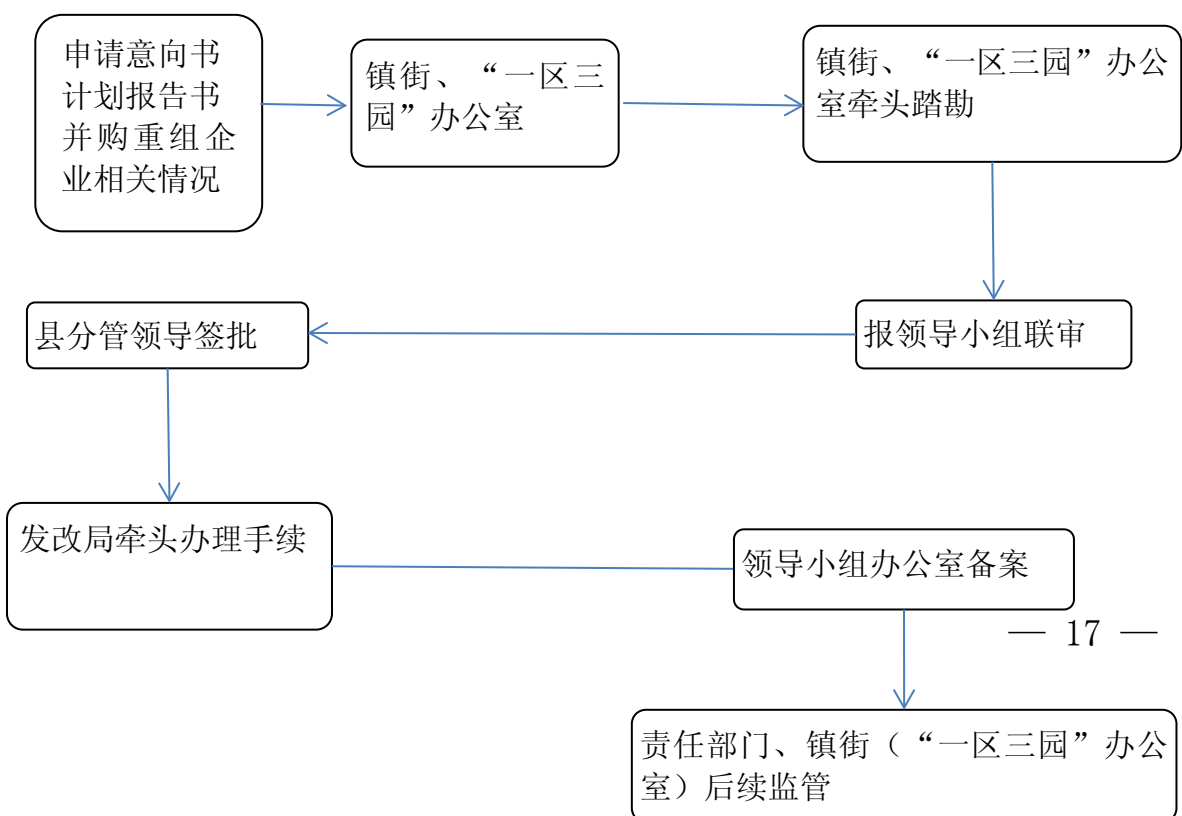 申请意向书
计划报告书
并购重组企
业相关情况
镇街、“一区三
园”办公室
镇街、“一区三园”办公
室牵头踏勘
报领导小组联审
县分管领导签批
发改局牵头办理手续
领导小组办公室备案
— 17 —
责任部门、镇街（“一区三园”办公
室）后续监管